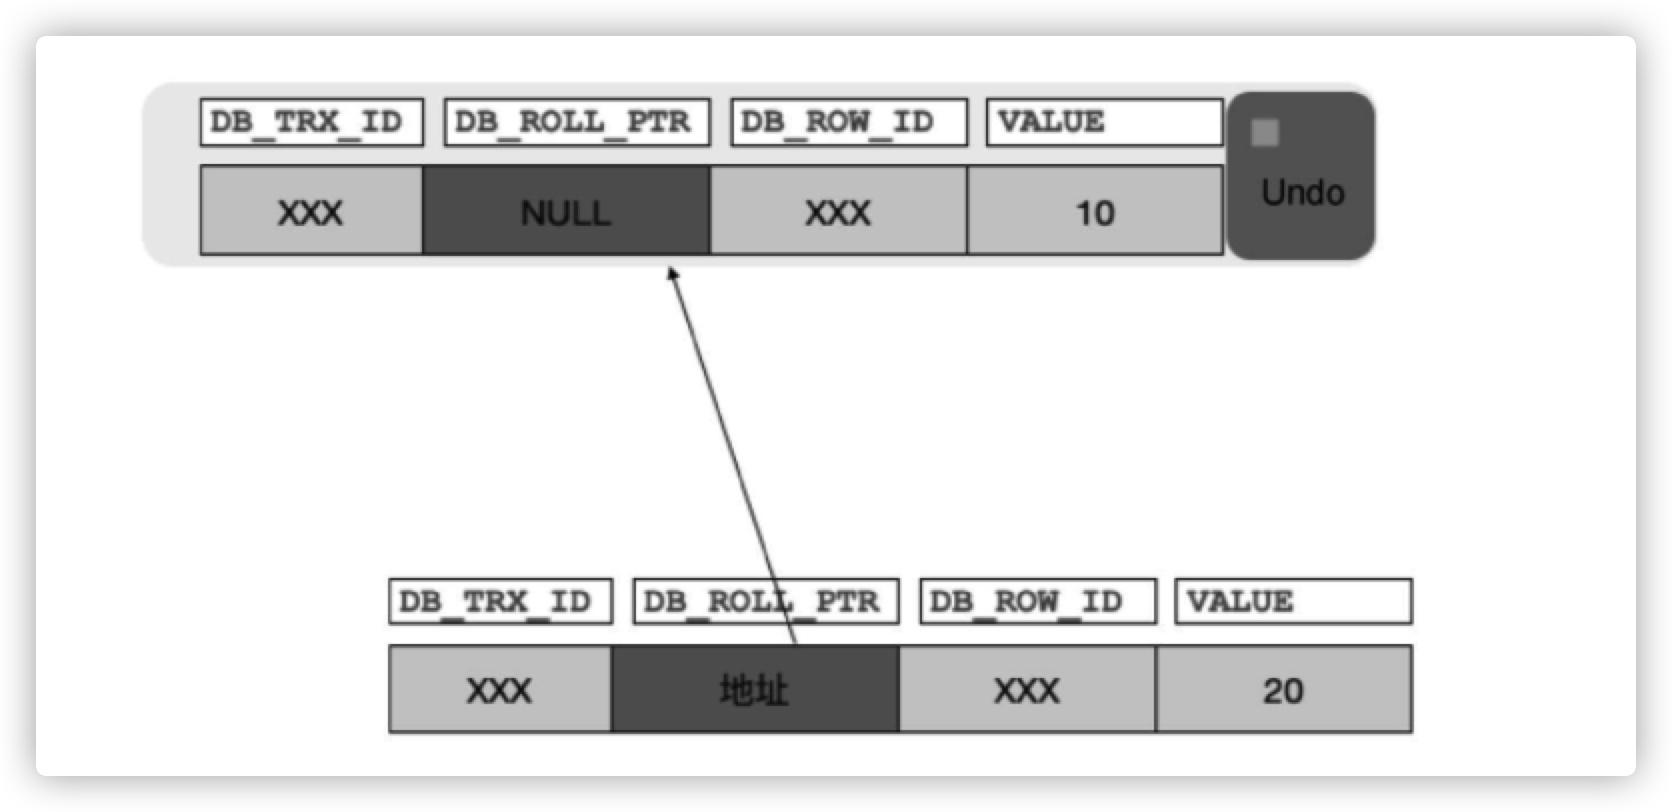 DB_TRX_ID DB_ROLL_PTR DB_ROW_ID VALUE
XXX NULL XXX 10
Undo
DB_TRX_ID DB_ROLL_PTR DB_ROW_ID VALUE
XXX 地址 XXX 20